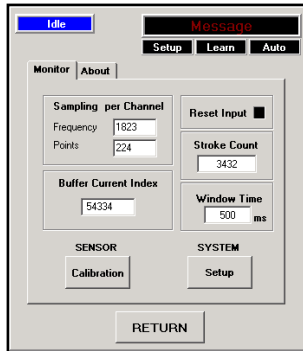 Idle
Message
Setup Learn Auto
Monitor About
Sampling per Channel
Frequency 1823
Points 224
Reset Input
Stroke Count
3432
Buffer Current Index
54334
Window Time
500 ms
SENSOR
Calibration
SYSTEM
Setup
RETURN